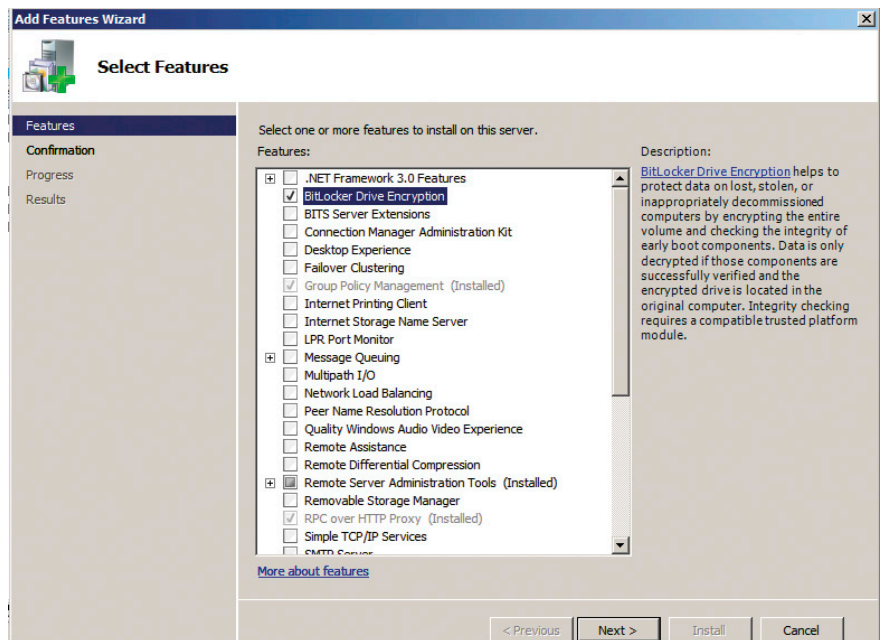 Add Features Wizard
Select Features
Features
Confirmation
Progress
Results
Select one or more features to install on this server.
Features:
.NET Framework 3.0 Features
BitLocker Drive Encryption
BITS Server Extensions
Connection Manager Administration Kit
Desktop Experience
Failover Clustering
Group Policy Management (Installed)
Internet Printing Client
Internet Storage Name Server
LPR Port Monitor
Message Queuing
Multipath I/O
Network Load Balancing
Peer Name Resolution Protocol
Quality Windows Audio Video Experience
Remote Assistance
Remote Differential Compression
Remote Server Administration Tools (Installed)
Removable Storage Manager
RPC over HTTP Proxy (Installed)
Simple TCP/IP Services
SMTP Server
More about features
Description:
BitLocker Drive Encryption helps to
protect data on lost, stolen, or
inappropriately decommissioned
computers by encrypting the entire
volume and checking the integrity of
early boot components. Data is only
decrypted if those components are
successfully verified and the
encrypted drive is located in the
original computer. Integrity checking
requires a compatible trusted platform
module.
< Previous
Next >
Install
Cancel